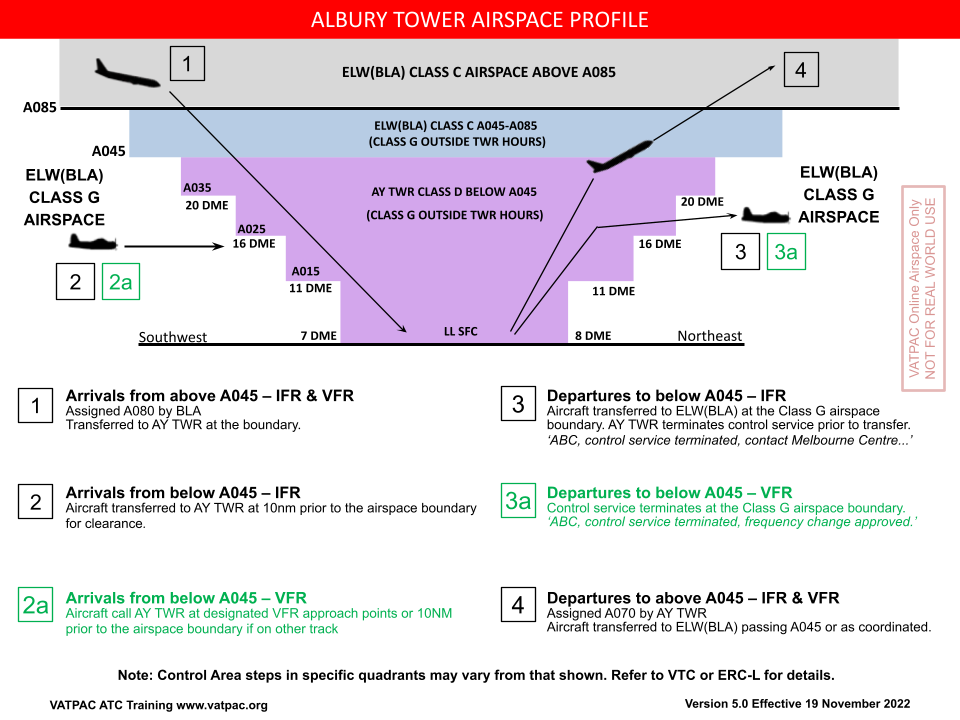 ALBURY TOWER AIRSPACE PROFILE
1
4
ELW(BLA) CLASS C AIRSPACE ABOVE A085
A085
ELW(BLA) CLASS C A045-A085
(CLASS G OUTSIDE TWR HOURS)
A045
ELW(BLA)
CLASS G
AIRSPACE
A035
20 DME
AY TWR CLASS D BELOW A045
(CLASS G OUTSIDE TWR HOURS)
20 DME
ELW(BLA)
CLASS G
AIRSPACE
A025
16 DME
16 DME
2
2a
3
3a
A015
11 DME
11 DME
Southwest
7 DME
LL SFC
8 DME
Northeast
VATPAC Online Airspace Only
NOT FOR REAL WORLD USE
1
Arrivals from above A045 – IFR & VFR
Assigned A080 by BLA
Transferred to AY TWR at the boundary.
2
Arrivals from below A045 – IFR
Aircraft transferred to AY TWR at 10nm prior to the airspace boundary
for clearance.
2a
Arrivals from below A045 – VFR
Aircraft call AY TWR at designated VFR approach points or 10NM
prior to the airspace boundary if on other track
3
Departures to below A045 – IFR
Aircraft transferred to ELW(BLA) at the Class G airspace
boundary. AY TWR terminates control service prior to transfer.
‘ABC, control service terminated, contact Melbourne Centre...’
3a
Departures to below A045 – VFR
Control service terminates at the Class G airspace boundary.
‘ABC, control service terminated, frequency change approved.’
4
Departures to above A045 – IFR & VFR
Assigned A070 by AY TWR
Aircraft transferred to ELW(BLA) passing A045 or as coordinated.
Note: Control Area steps in specific quadrants may vary from that shown. Refer to VTC or ERC-L for details.
VATPAC ATC Training www.vatpac.org
Version 5.0 Effective 19 November 2022